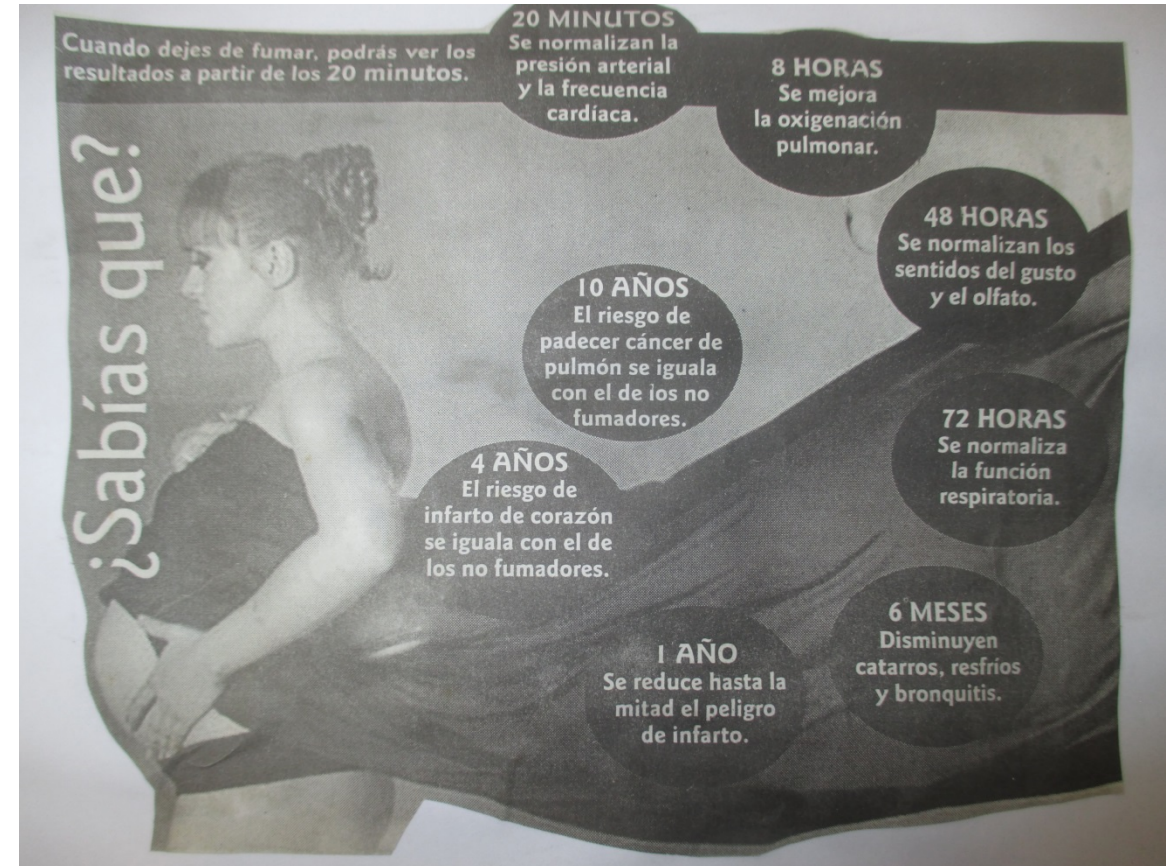 ¿Sabías que?
Cuando dejes de fumar, podrás ver los
resultados a partir de los 20 minutos.
20 MINUTOS
Se normalizan la
presión arterial
y la frecuencia
cardíaca.
8 HORAS
Se mejora
la oxigenación
pulmonar.
48 HORAS
Se normalizan los
sentidos del gusto
y el olfato.
72 HORAS
Se normaliza
la función
respiratoria.
6 MESES
Disminuyen
catarros, resfríos
y bronquitis.
1 AÑO
Se reduce hasta la
mitad el peligro
de infarto.
4 AÑOS
El riesgo de
infarto de corazón
se iguala con el de
los no fumadores.
10 AÑOS
El riesgo de
padecer cáncer de
pulmón se iguala
con el de los no
fumadores.